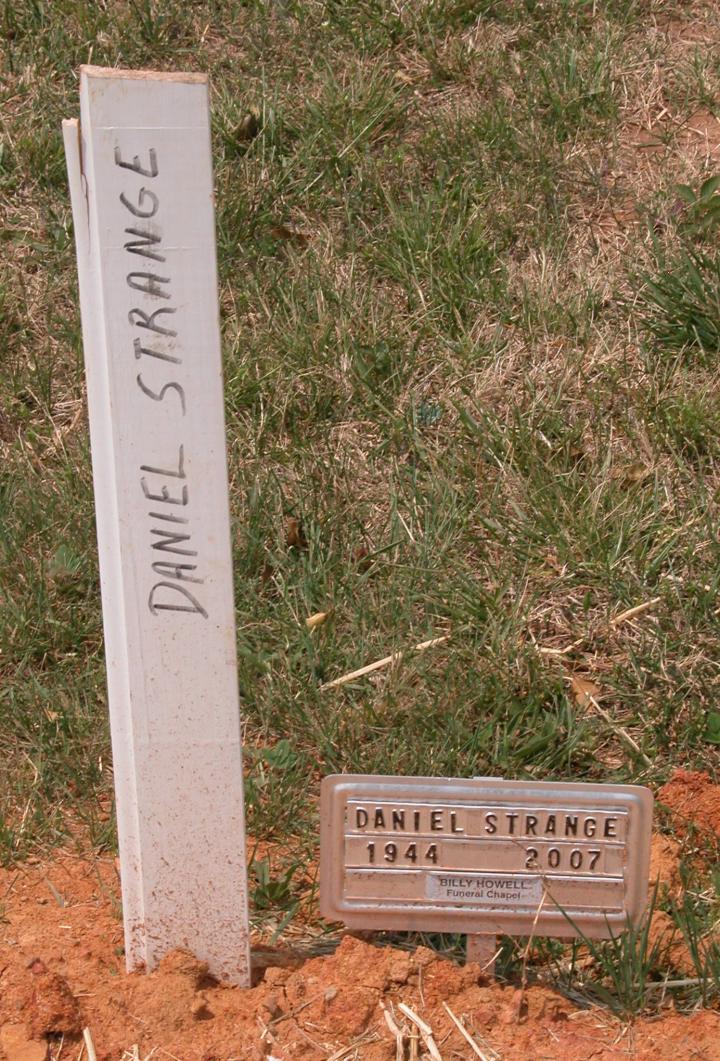 DANIEL STRANGE
DANIEL STRANGE
1944 2007
BILLY HOWELL
Funeral Chapel